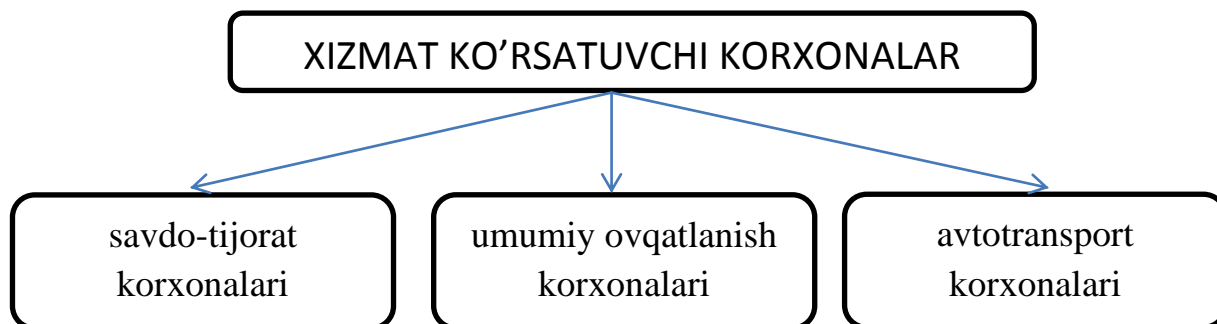 XIZMAT KO’RSATUVCHI KORXONALAR
savdo-tijorat
korxonalari
umumiy ovqatlanish
korxonalari
avtotransport
korxonalari